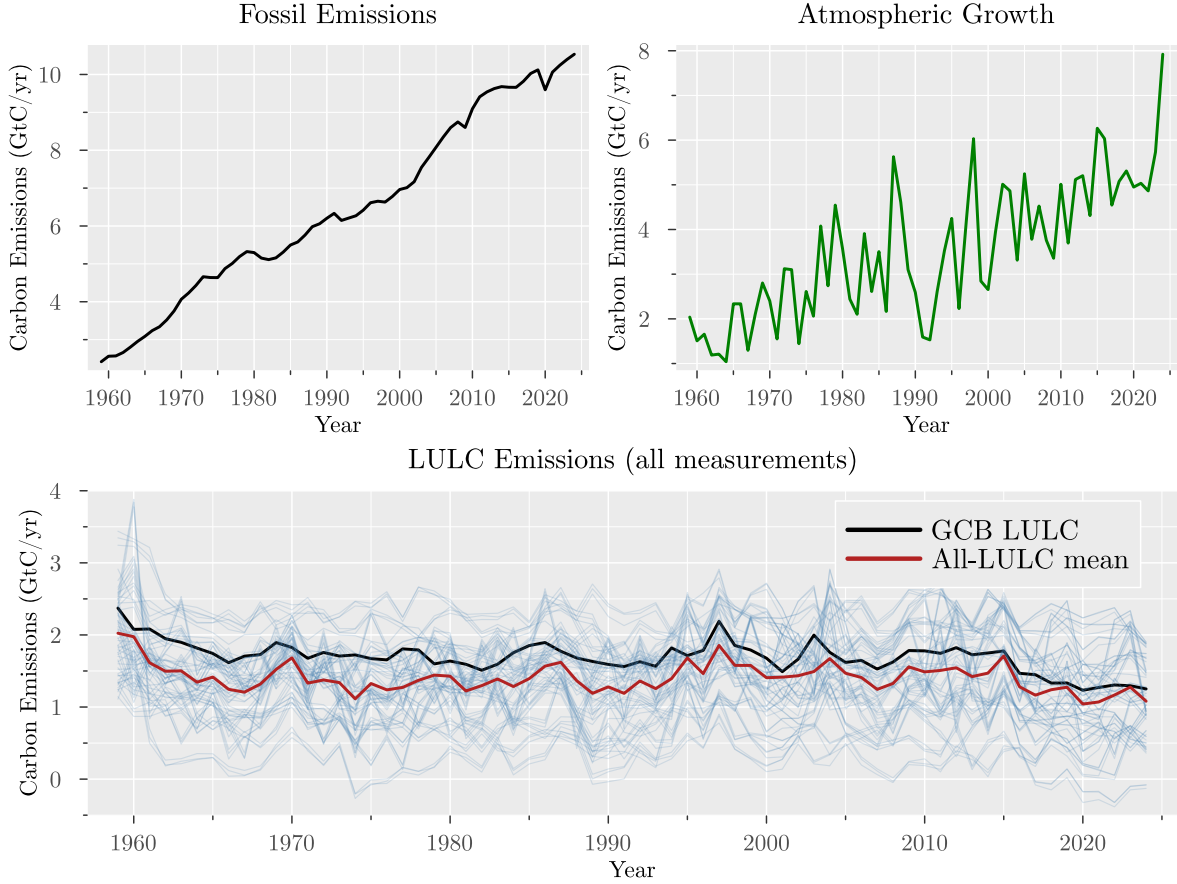 Fossil Emissions
Carbon Emissions (GtC/yr)
10
8
6
4
1960 1970 1980 1990 2000 2010 2020
Year
Atmospheric Growth
Carbon Emissions (GtC/yr)
8
6
4
2
1960 1970 1980 1990 2000 2010 2020
Year
LULC Emissions (all measurements)
Carbon Emissions (GtC/yr)
4
3
2
1
0
GCB LULC
All-LULC mean
1960 1970 1980 1990 2000 2010 2020
Year